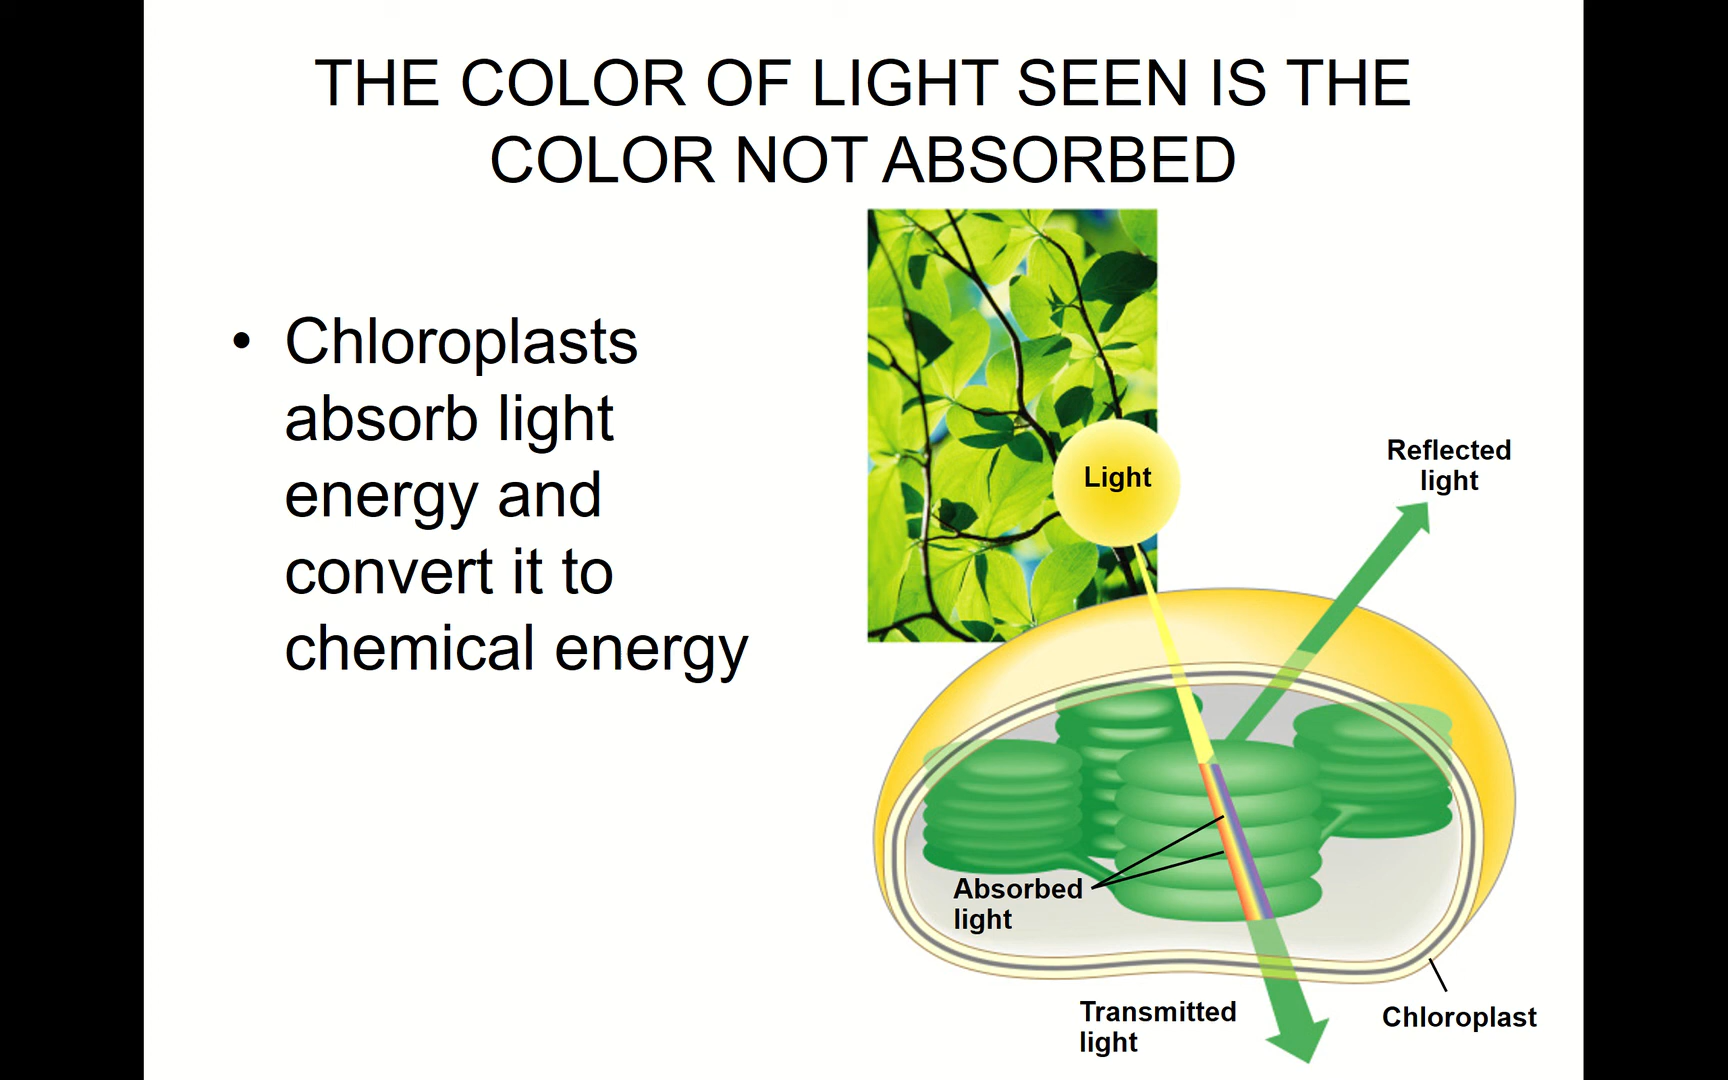 THE COLOR OF LIGHT SEEN IS THE
COLOR NOT ABSORBED
• Chloroplasts
absorb light
energy and
convert it to
chemical energy
Light
Reflected
light
Absorbed
light
Transmitted
light
Chloroplast